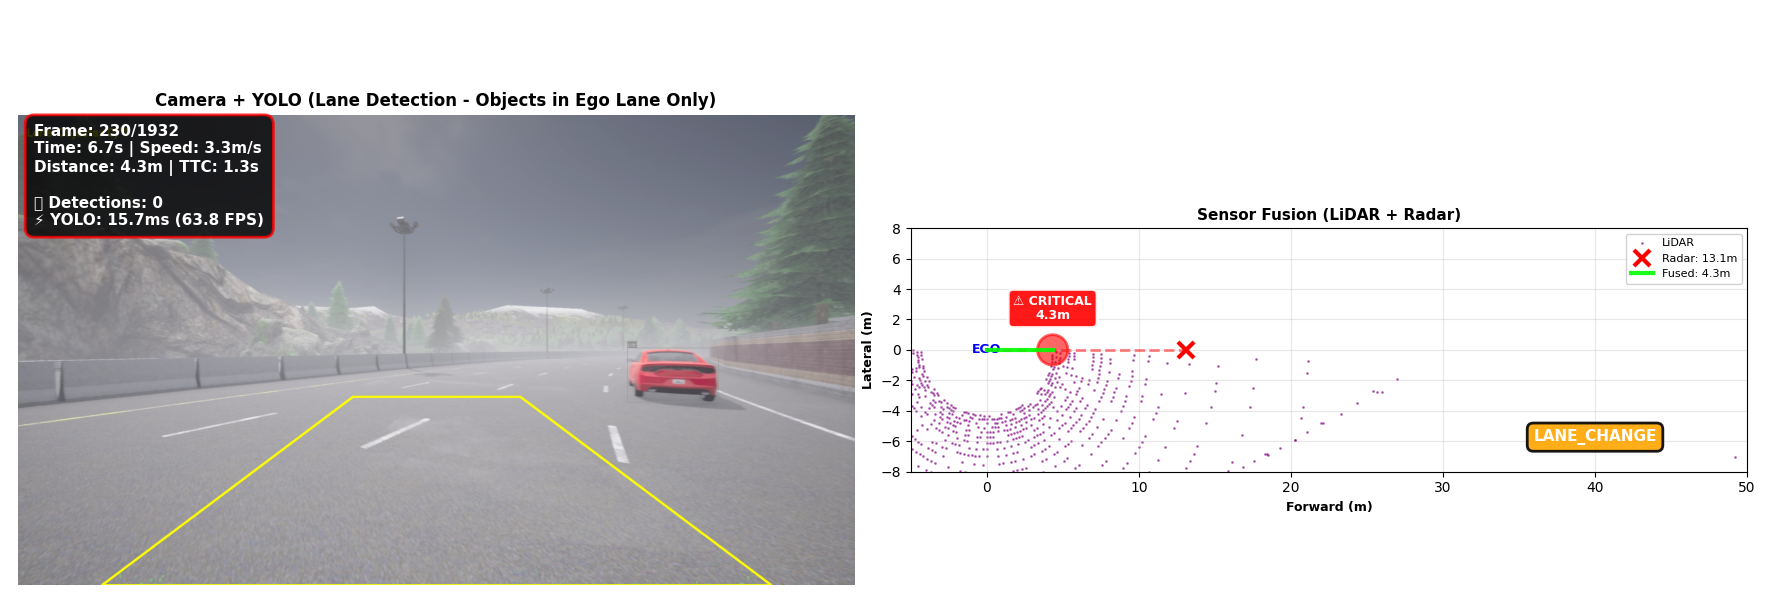 Camera + YOLO (Lane Detection - Objects in Ego Lane Only)
Frame: 230/1932
Time: 6.7s | Speed: 3.3m/s
Distance: 4.3m | TTC: 1.3s
Detections: 0
⚡ YOLO: 15.7ms (63.8 FPS)
Sensor Fusion (LiDAR + Radar)
8
6
4
2
0
−2
−4
−6
−8
Lateral (m)
LiDAR
Radar: 13.1m
Fused: 4.3m
⚠ CRITICAL
4.3m
EGO
LANE_CHANGE
0
10
20
30
40
50
Forward (m)